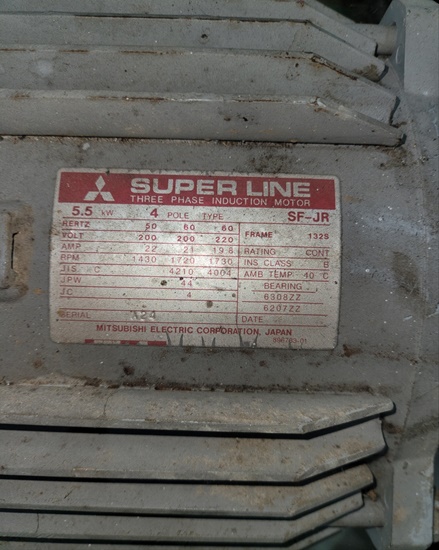 SUPER LINE
THREE PHASE INDUCTION MOTOR
5.5 kW 4 POLE TYPE SF-JR
HERTZ 50 60 60 FRAME 132S
VOLT 200 200 220
AMP 22 21 19.8 RATING CONT
RPM 1430 1720 1730 INS. CLASS B
JIS C 4210 4004 AMB TEMP 40 °C
JPW 44 BEARING
JC 4 6308ZZ
6207ZZ
SERIAL A24 DATE
MITSUBISHI ELECTRIC CORPORATION, JAPAN